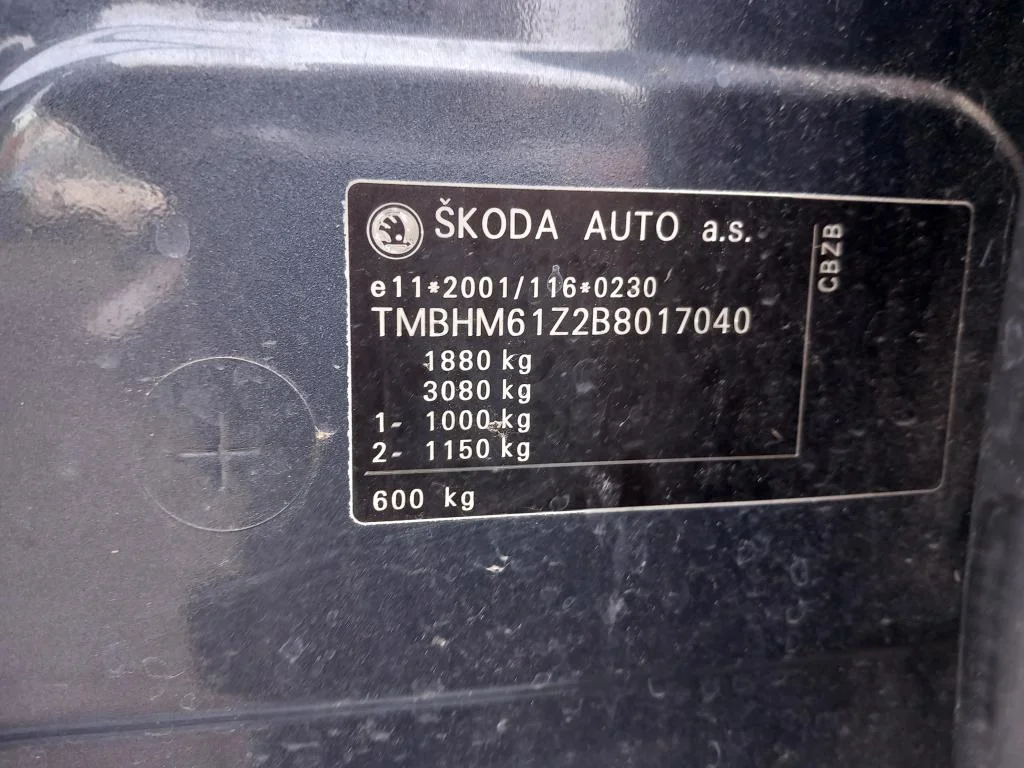 ŠKODA AUTO a.s.
CBZB
e11*2001/116*0230
TMBHM61Z2B8017040
1880 kg
3080 kg
1- 1000 kg
2- 1150 kg
600 kg